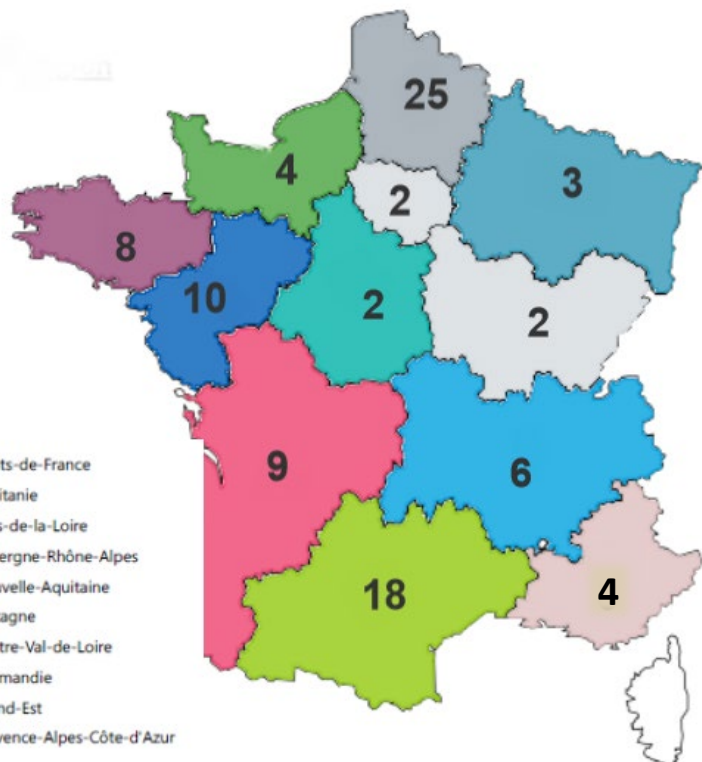 25
4
3
2
8
10
2
2
9
6
18
4
ts-de-France
itanie
s-de-la-Loire
ergne-Rhône-Alpes
uvelle-Aquitaine
agne
tre-Val-de-Loire
mandie
nd-Est
vence-Alpes-Côte-d'Azur